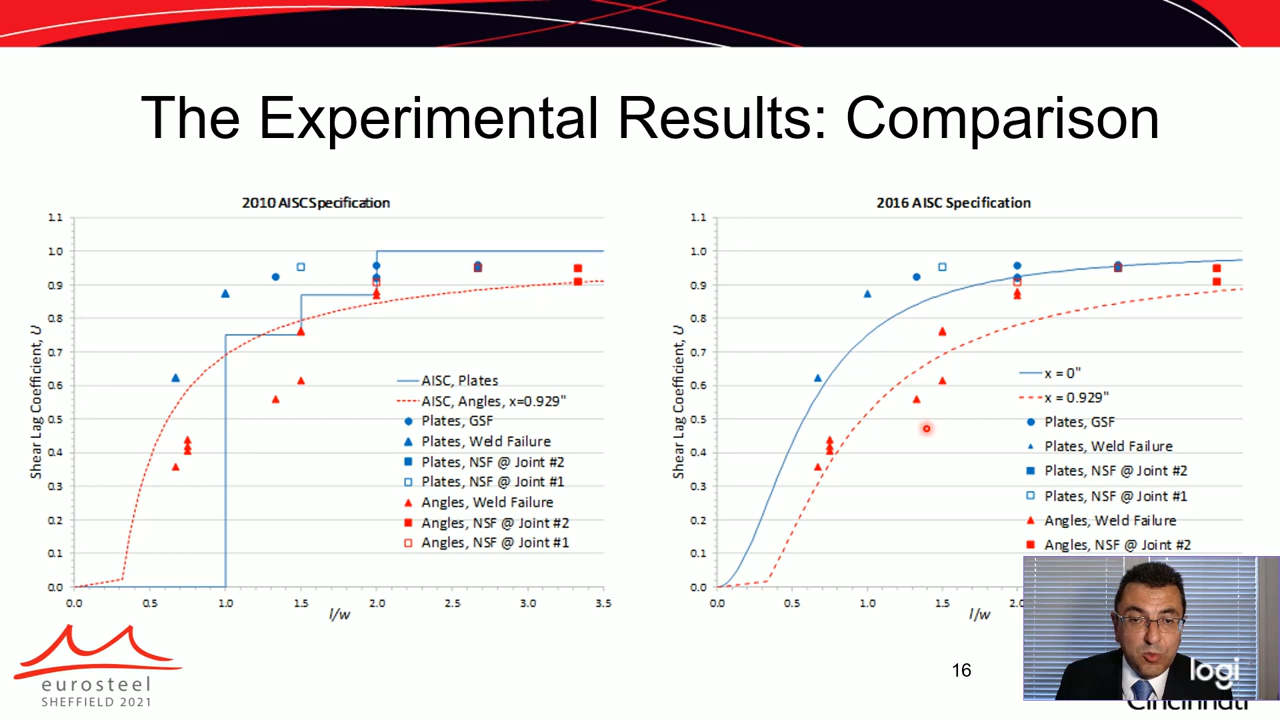 The Experimental Results: Comparison
2010 AISC Specification
1.1
1.0
0.9
0.8
0.7
0.6
0.5
0.4
0.3
0.2
0.1
0.0
Shear Lag Coefficient, U
0.0 0.5 1.0 1.5 2.0 2.5 3.0 3.5
l/w
AISC, Plates
AISC, Angles, x=0.929"
Plates, GSF
Plates, Weld Failure
Plates, NSF @ Joint #2
Plates, NSF @ Joint #1
Angles, Weld Failure
Angles, NSF @ Joint #2
Angles, NSF @ Joint #1
2016 AISC Specification
1.1
1.0
0.9
0.8
0.7
0.6
0.5
0.4
0.3
0.2
0.1
0.0
Shear Lag Coefficient, U
0.0 0.5 1.0 1.5 2.0
l/w
x = 0"
x = 0.929"
Plates, GSF
Plates, Weld Failure
Plates, NSF @ Joint #2
Plates, NSF @ Joint #1
Angles, Weld Failure
Angles, NSF @ Joint #2
eurosteel
SHEFFIELD 2021
16
logi
Cincinnati